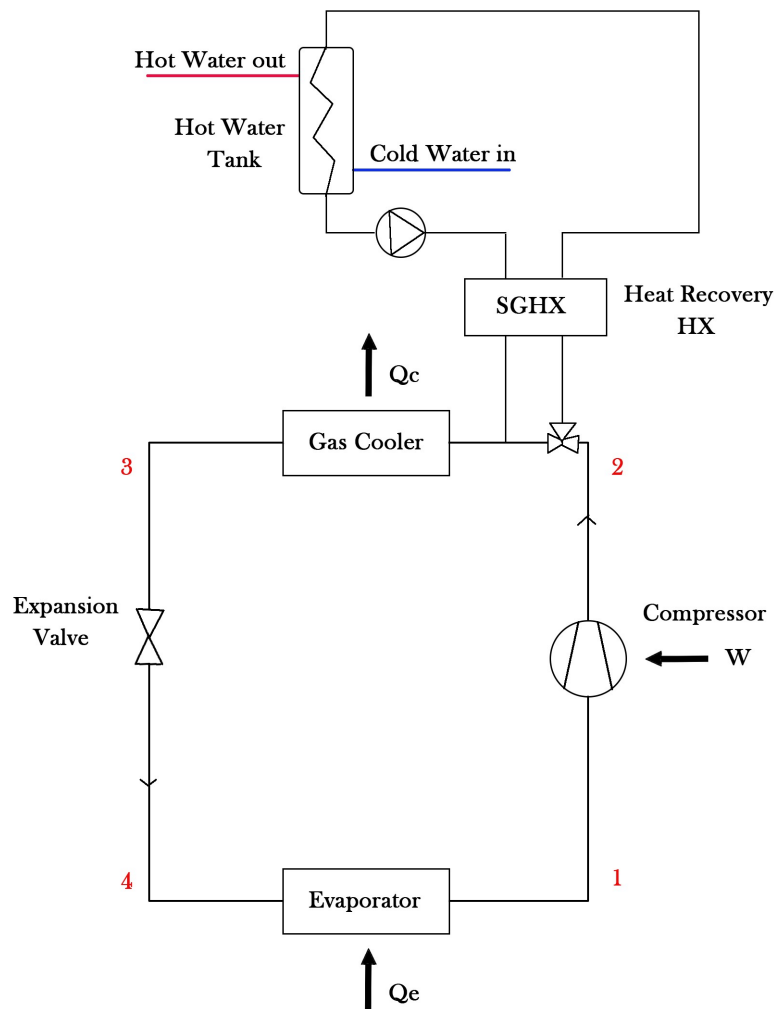 Hot Water out
Hot Water
Tank
Cold Water in
SGHX
Heat Recovery
HX
Qc
Gas Cooler
3
2
Expansion
Valve
Compressor
W
4
1
Evaporator
Qe